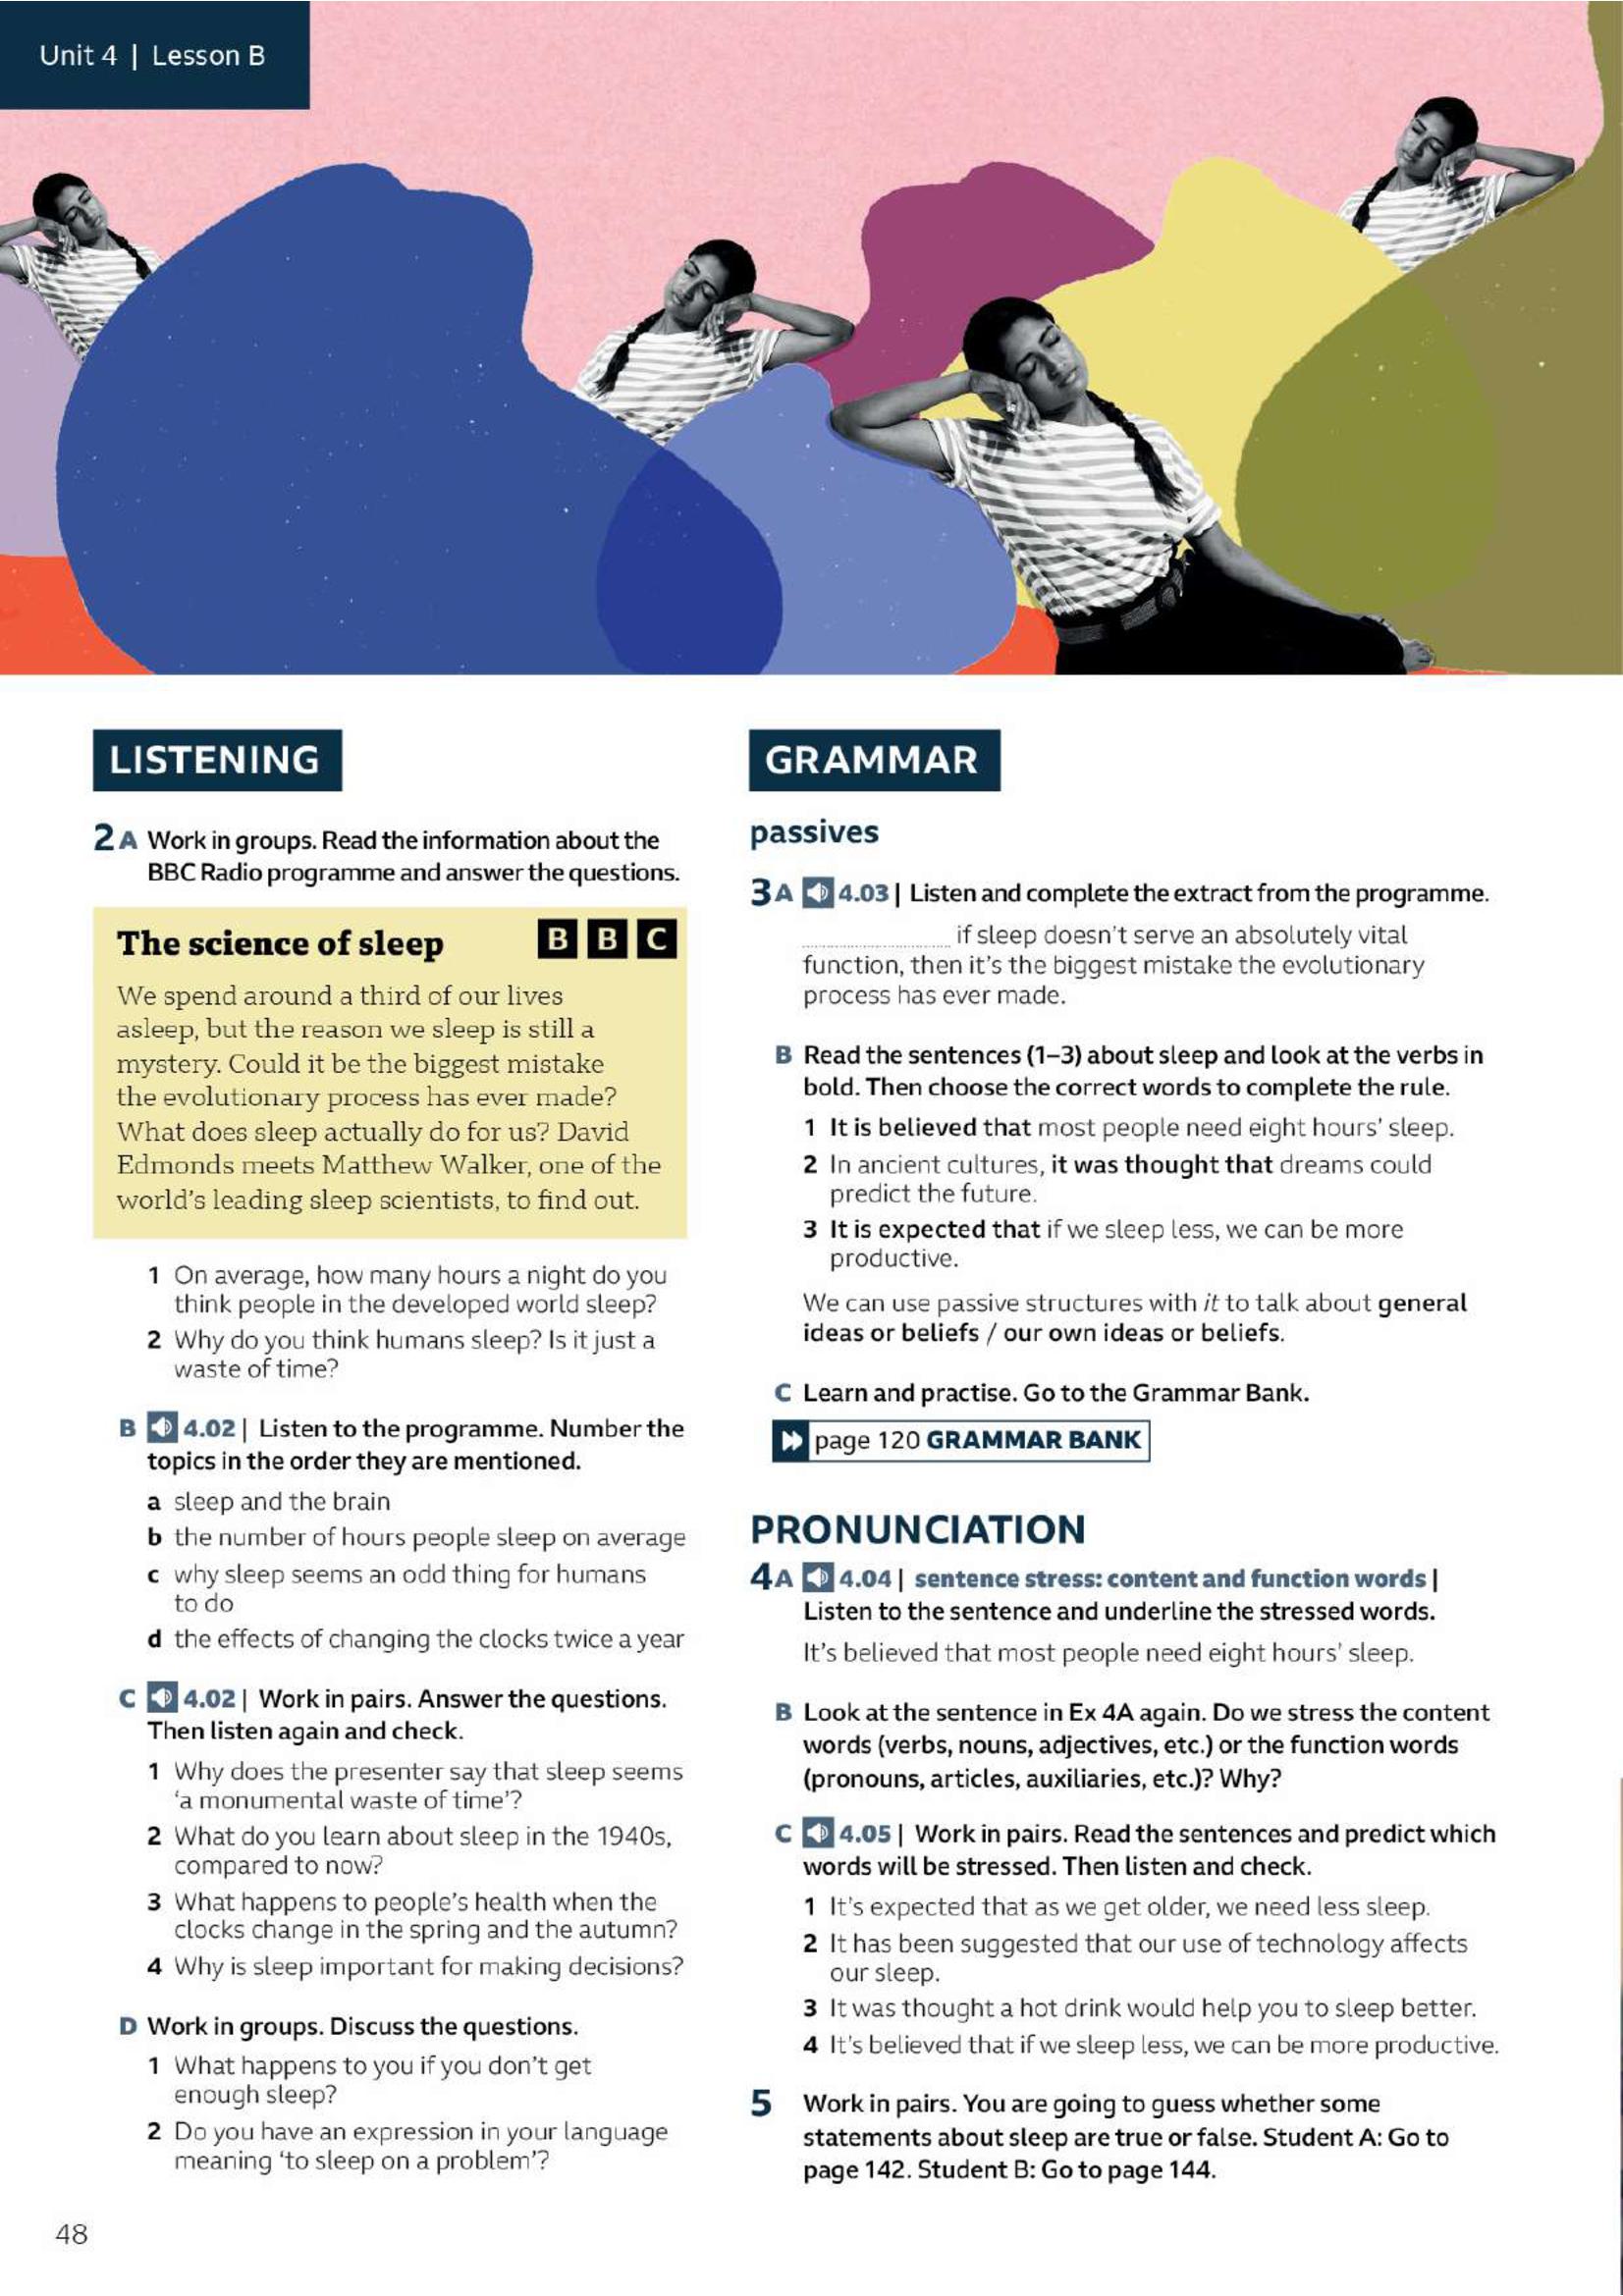 Unit 4 | Lesson B
LISTENING
2 A Work in groups. Read the information about the
BBC Radio programme and answer the questions.
The science of sleep
BBC
We spend around a third of our lives
asleep, but the reason we sleep is still a
mystery. Could it be the biggest mistake
the evolutionary process has ever made?
What does sleep actually do for us? David
Edmonds meets Matthew Walker, one of the
world's leading sleep scientists, to find out.
1 On average, how many hours a night do you
think people in the developed world sleep?
2 Why do you think humans sleep? Is it just a
waste of time?
B 4.02 | Listen to the programme. Number the
topics in the order they are mentioned.
a sleep and the brain
b the number of hours people sleep on average
c why sleep seems an odd thing for humans
to do
d the effects of changing the clocks twice a year
C 4.02 | Work in pairs. Answer the questions.
Then listen again and check.
1 Why does the presenter say that sleep seems
'a monumental waste of time'?
2 What do you learn about sleep in the 1940s,
compared to now?
3 What happens to people's health when the
clocks change in the spring and the autumn?
4 Why is sleep important for making decisions?
D Work in groups. Discuss the questions.
1 What happens to you if you don't get
enough sleep?
2 Do you have an expression in your language
meaning 'to sleep on a problem'?
GRAMMAR
passives
3 A 4.03 | Listen and complete the extract from the programme.
.............................. if sleep doesn't serve an absolutely vital
function, then it's the biggest mistake the evolutionary
process has ever made.
B Read the sentences (1–3) about sleep and look at the verbs in
bold. Then choose the correct words to complete the rule.
1 It is believed that most people need eight hours' sleep.
2 In ancient cultures, it was thought that dreams could
predict the future.
3 It is expected that if we sleep less, we can be more
productive.
We can use passive structures with it to talk about general
ideas or beliefs / our own ideas or beliefs.
C Learn and practise. Go to the Grammar Bank.
page 120 GRAMMAR BANK
PRONUNCIATION
4 A 4.04 | sentence stress: content and function words |
Listen to the sentence and underline the stressed words.
It's believed that most people need eight hours' sleep.
B Look at the sentence in Ex 4A again. Do we stress the content
words (verbs, nouns, adjectives, etc.) or the function words
(pronouns, articles, auxiliaries, etc.)? Why?
C 4.05 | Work in pairs. Read the sentences and predict which
words will be stressed. Then listen and check.
1 It's expected that as we get older, we need less sleep.
2 It has been suggested that our use of technology affects
our sleep.
3 It was thought a hot drink would help you to sleep better.
4 It's believed that if we sleep less, we can be more productive.
5 Work in pairs. You are going to guess whether some
statements about sleep are true or false. Student A: Go to
page 142. Student B: Go to page 144.
48